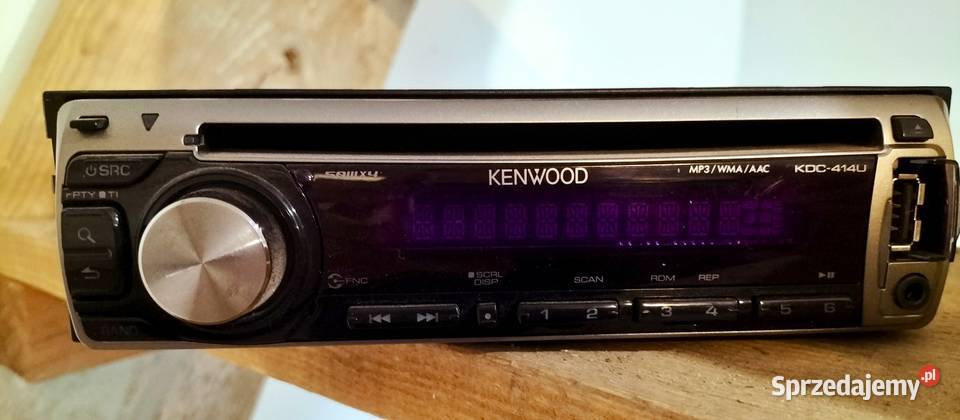 SRC
PTY TI
50Wx4
KENWOOD
MP3/WMA/AAC KDC-414U
FNC
SCRL
DISP
SCAN
RDM REP
1 2 3 4 5 6
BAND
Sprzedajemy.pl